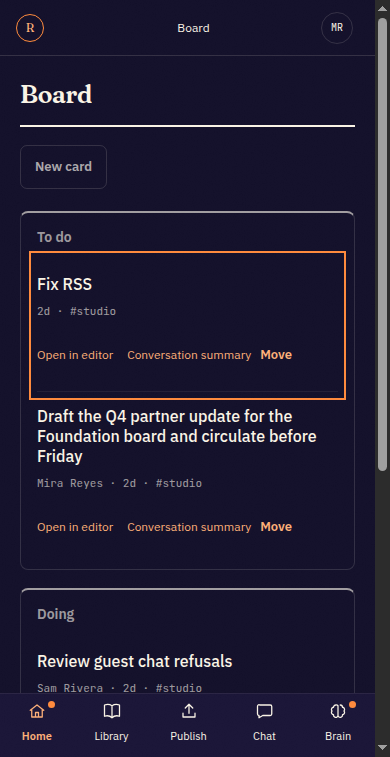 R
Board
MR
Board
New card
To do
Fix RSS
2d · #studio
Open in editor Conversation summary Move
Draft the Q4 partner update for the
Foundation board and circulate before
Friday
Mira Reyes · 2d · #studio
Open in editor Conversation summary Move
Doing
Review guest chat refusals
Sam Rivera · 2d · #studio
Home Library Publish Chat Brain